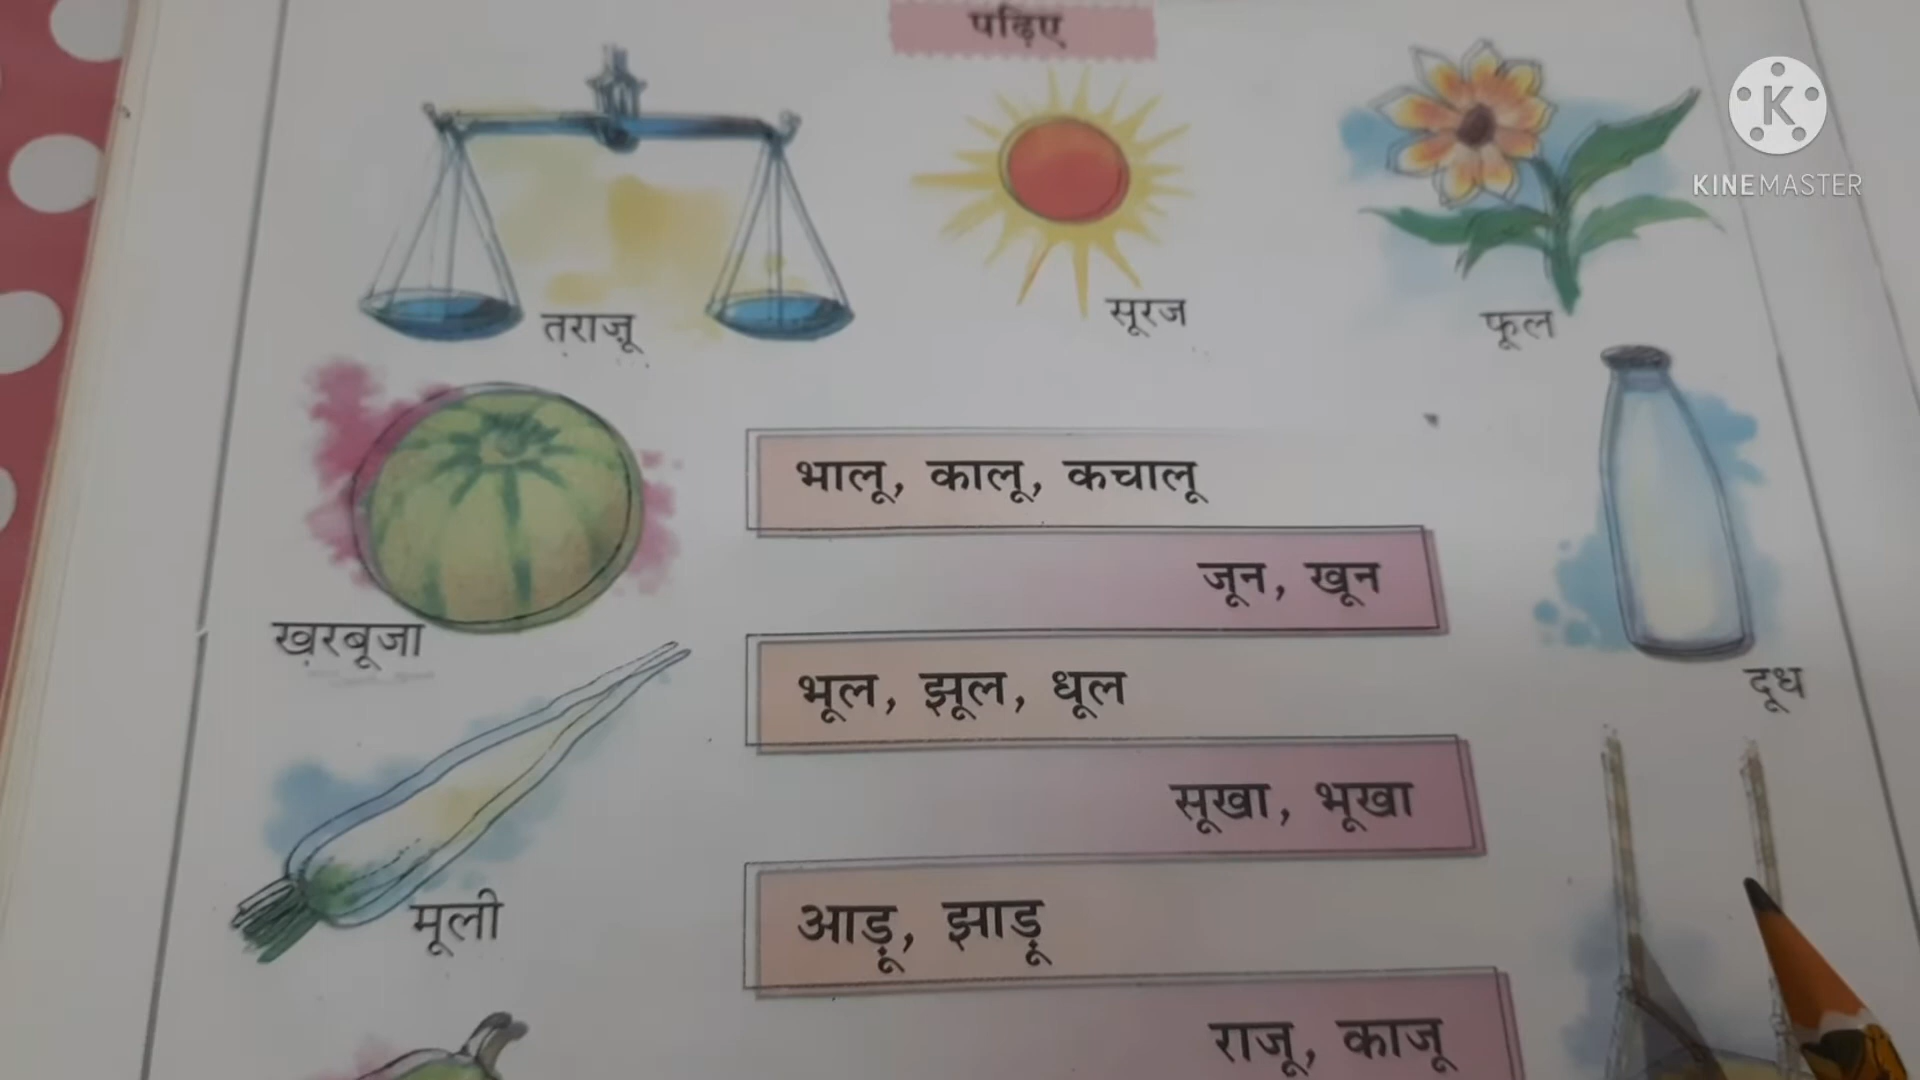 पढ़िए
KINEMASTER
तराजू
सूरज
फूल
भालू, कालू, कचालू
जून, खून
खरबूजा
भूल, झूल, धूल
दूध
सूखा, भूखा
मूली
आड़ू, झाड़ू
राजू, काजू